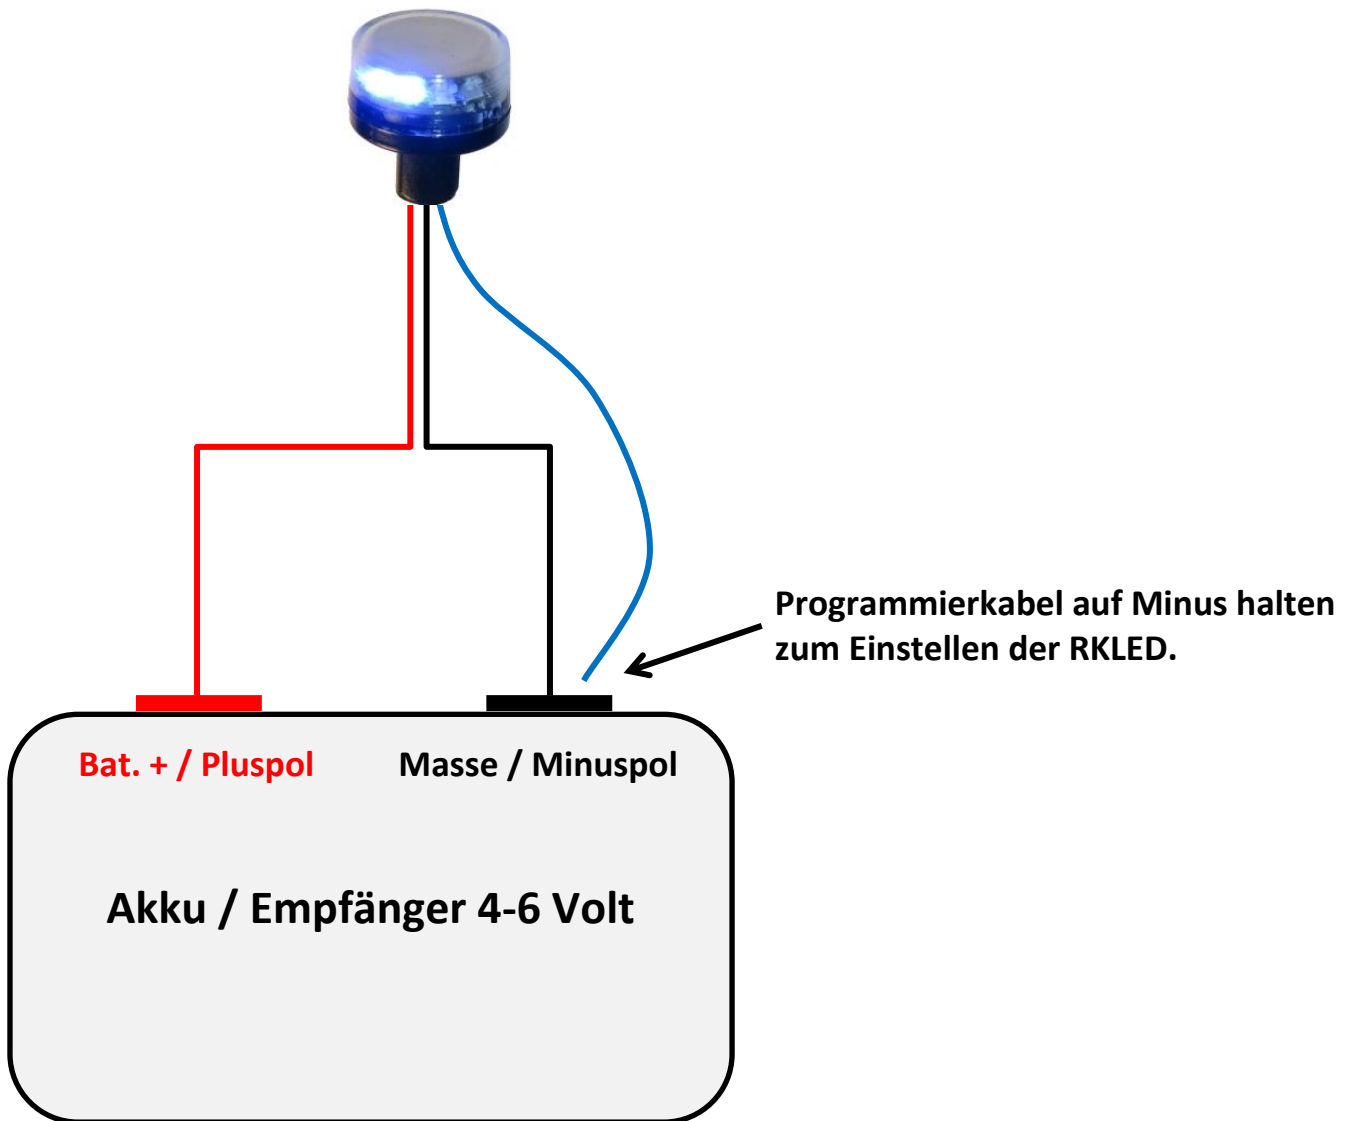 Programmierkabel auf Minus halten
zum Einstellen der RKLED.
Bat. + / Pluspol
Masse / Minuspol
Akku / Empfänger 4-6 Volt